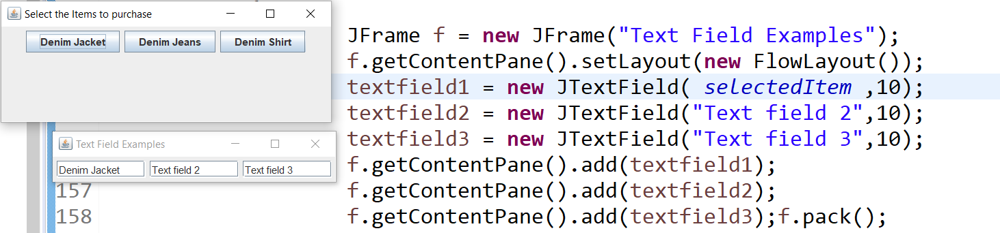 Select the Items to purchase
Denim Jacket Denim Jeans Denim Shirt
Text Field Examples
Denim Jacket Text field 2 Text field 3
JFrame f = new JFrame("Text Field Examples");
f.getContentPane().setLayout(new FlowLayout());
textfield1 = new JTextField( selectedItem ,10);
textfield2 = new JTextField("Text field 2",10);
textfield3 = new JTextField("Text field 3",10);
f.getContentPane().add(textfield1);
157 f.getContentPane().add(textfield2);
158 f.getContentPane().add(textfield3);f.pack();